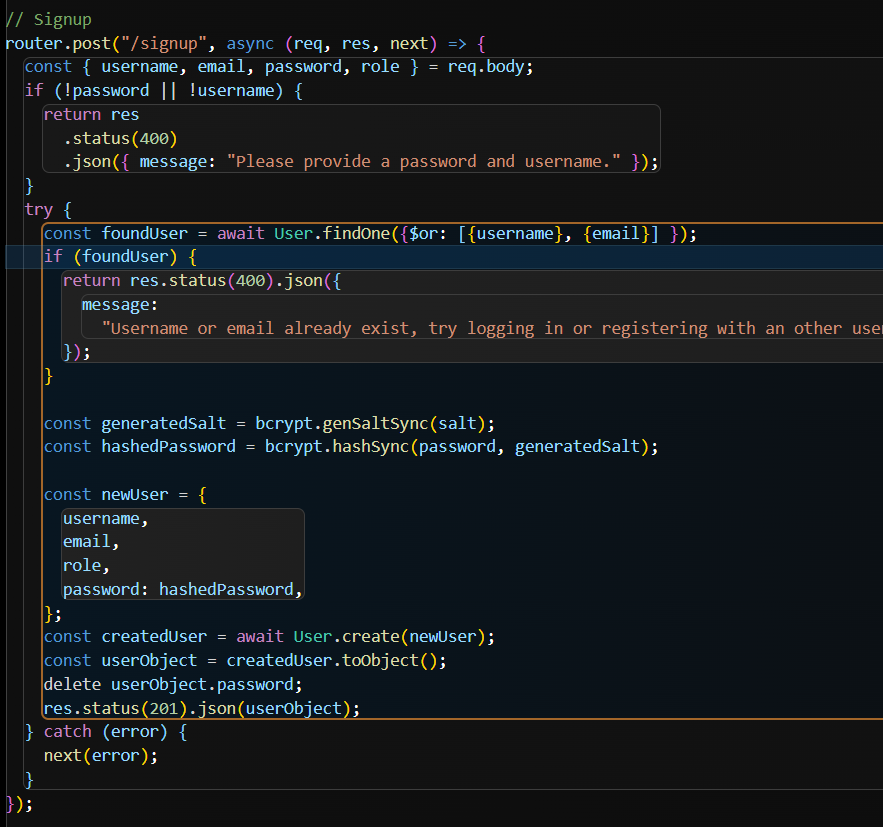 // Signup
router.post("/signup", async (req, res, next) => {
  const { username, email, password, role } = req.body;
  if (!password || !username) {
    return res
      .status(400)
      .json({ message: "Please provide a password and username." });
  }
  try {
    const foundUser = await User.findOne({$or: [{username}, {email}] });
    if (foundUser) {
      return res.status(400).json({
        message:
          "Username or email already exist, try logging in or registering with an other
      });
    }

    const generatedSalt = bcrypt.genSaltSync(salt);
    const hashedPassword = bcrypt.hashSync(password, generatedSalt);

    const newUser = {
      username,
      email,
      role,
      password: hashedPassword,
    };
    const createdUser = await User.create(newUser);
    const userObject = createdUser.toObject();
    delete userObject.password;
    res.status(201).json(userObject);
  } catch (error) {
    next(error);
  }
});